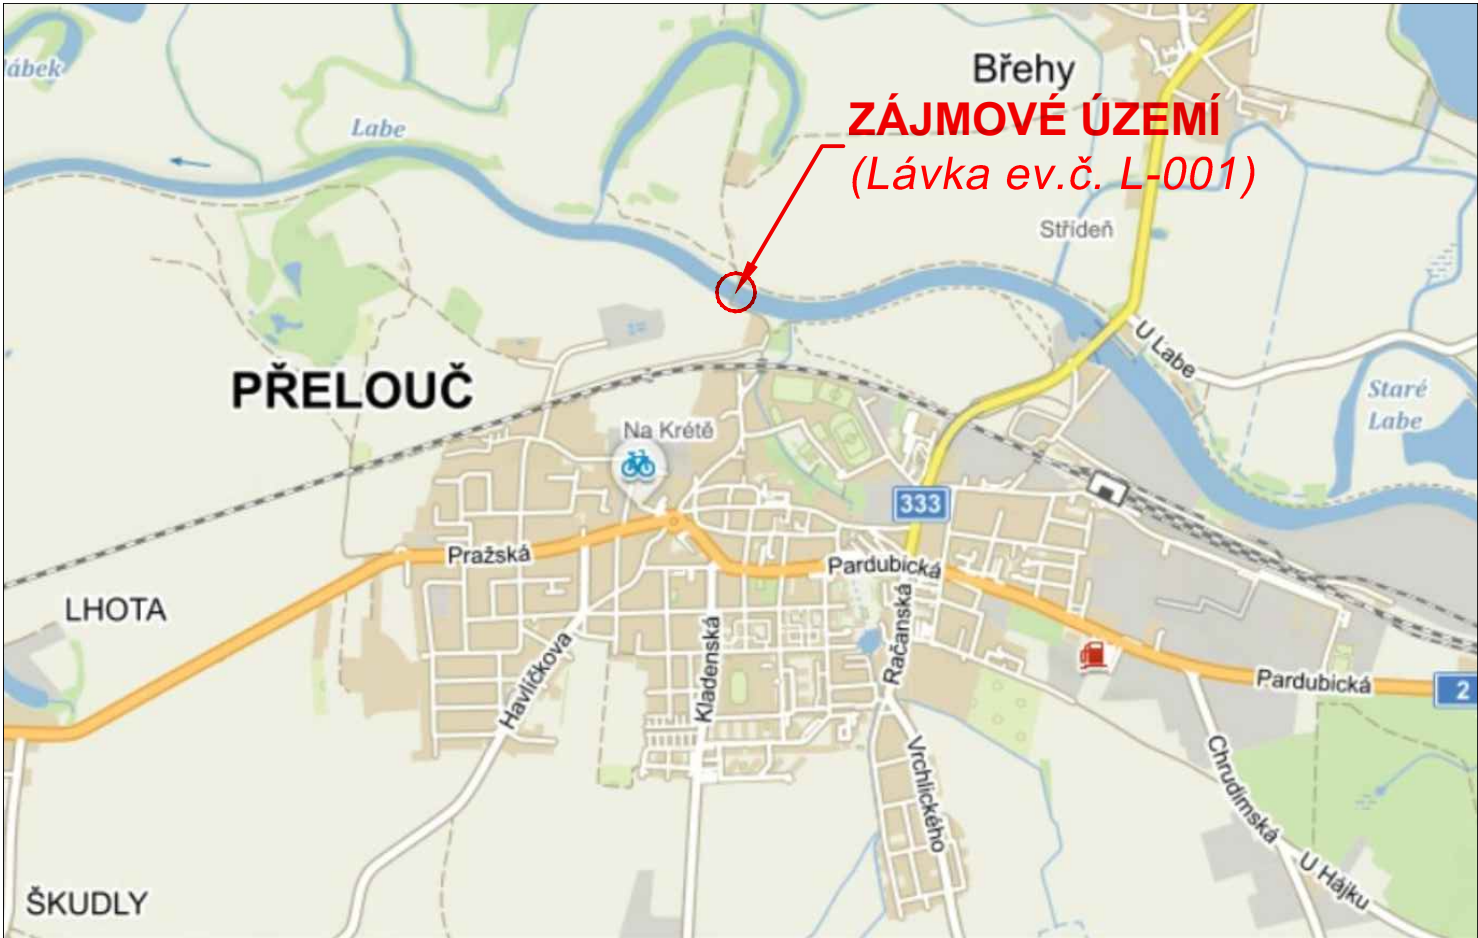 Břehy
ábek
ZÁJMOVÉ ÚZEMÍ
Labe
(Lávka ev.č. L-001)
Střídeň
U Labe
PŘELOUČ
Staré
Labe
Na Krétě
333
Pražská
Pardubická
LHOTA
Račanská
Kladenská
Havlíčkova
Pardubická
2
Vrchlického
Chrudimská
U Hájku
ŠKUDLY